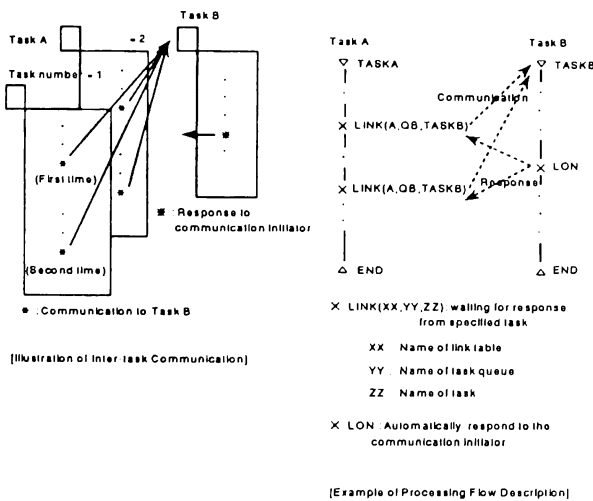 Task A
= 2
Task B
Task number = 1
(First time)
(Second time)
* : Response to
communication initiator
* : Communication to Task B
[Illustration of Inter-task Communication]
Task A
Task B
▽ TASKA
▽ TASKB
Communication
× LINK(A,QB,TASKB)
× LON
× LINK(A,QB,TASKB)
Response
△ END
△ END
× LINK(XX,YY,ZZ): waiting for response
from specified task
XX Name of link table
YY Name of task queue
ZZ Name of task
× LON : Automatically respond to the
communication initiator
[Example of Processing Flow Description]